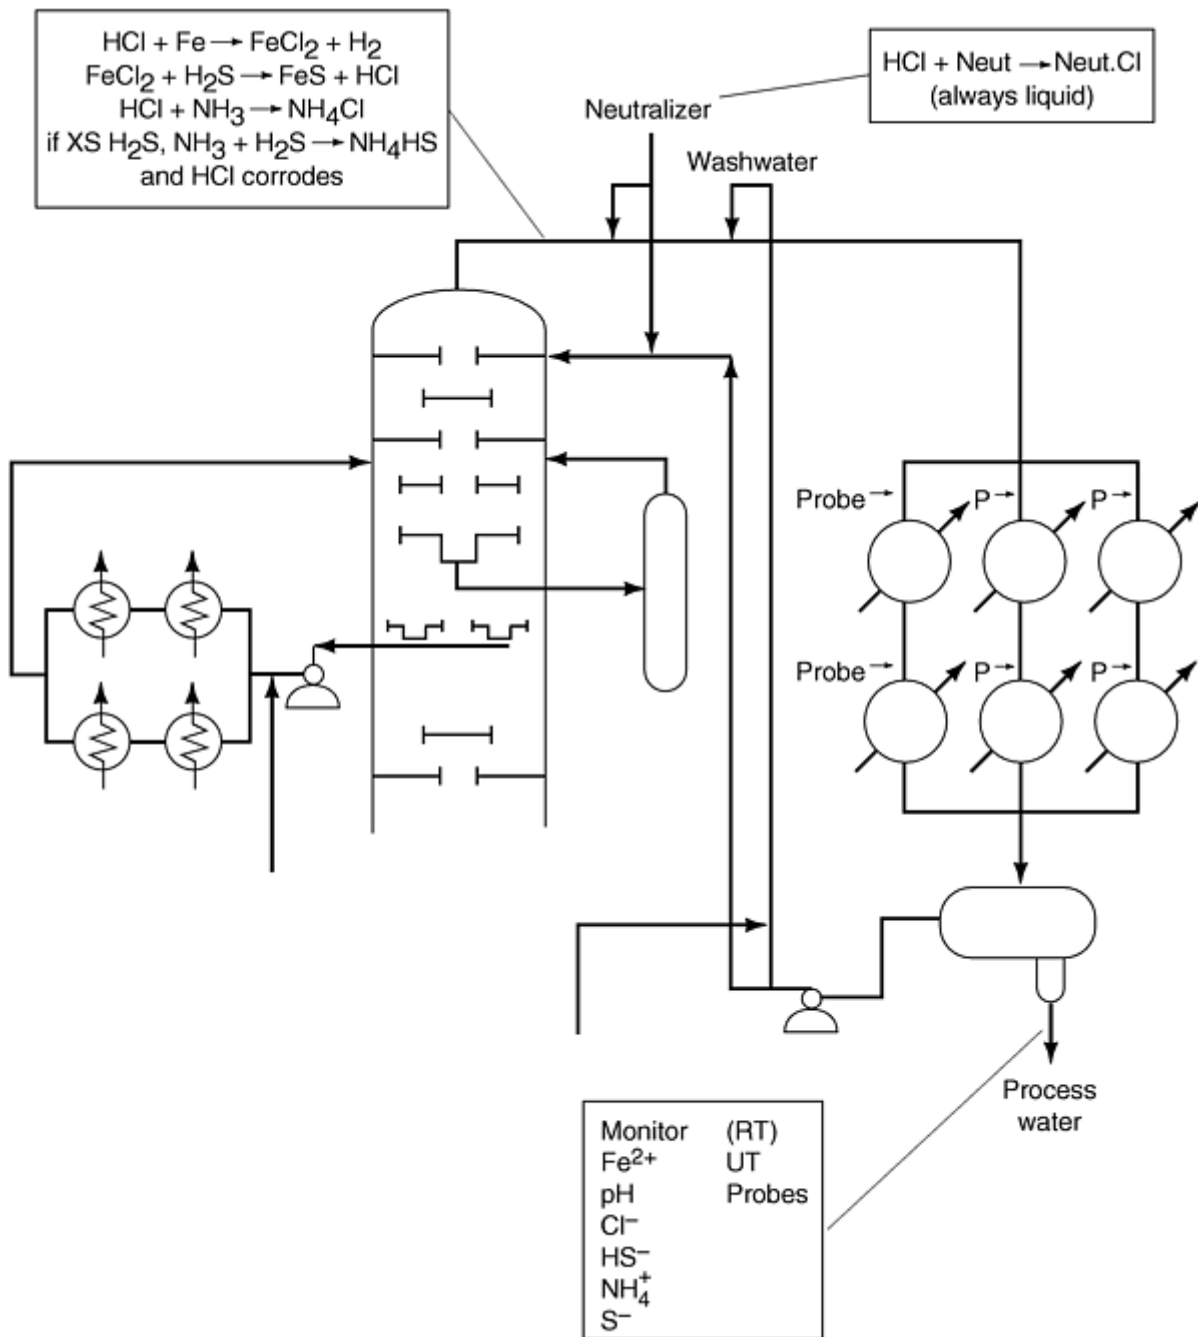 HCl + Fe → FeCl₂ + H₂
FeCl₂ + H₂S → FeS + HCl
HCl + NH₃ → NH₄Cl
if XS H₂S, NH₃ + H₂S → NH₄HS
and HCl corrodes
HCl + Neut → Neut.Cl
(always liquid)
Neutralizer
Washwater
Probe → P → P →
Probe → P → P →
Process
water
Monitor (RT)
Fe²⁺ UT
pH Probes
Cl⁻
HS⁻
NH₄⁺
S⁻